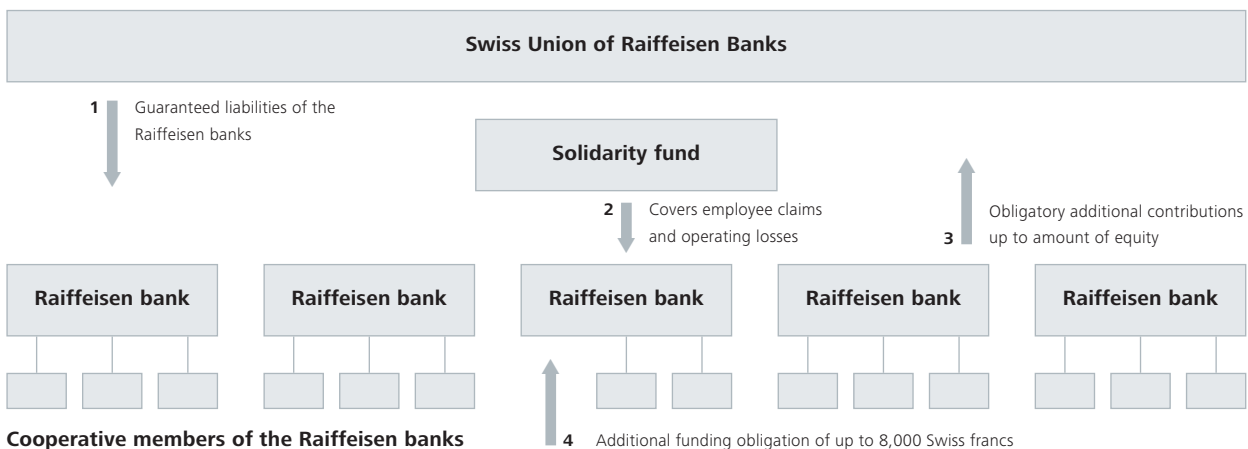 Swiss Union of Raiffeisen Banks
1 Guaranteed liabilities of the
Raiffeisen banks
Solidarity fund
2 Covers employee claims
and operating losses
Obligatory additional contributions
3 up to amount of equity
Raiffeisen bank
Raiffeisen bank
Raiffeisen bank
Raiffeisen bank
Raiffeisen bank
Cooperative members of the Raiffeisen banks
4 Additional funding obligation of up to 8,000 Swiss francs